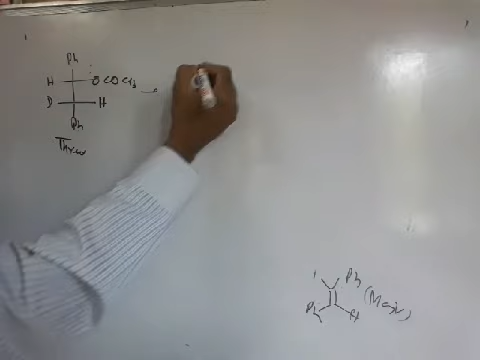 Ph
H OCOCH3
D H
Ph
Threo
Ph
Ph H
(Major)